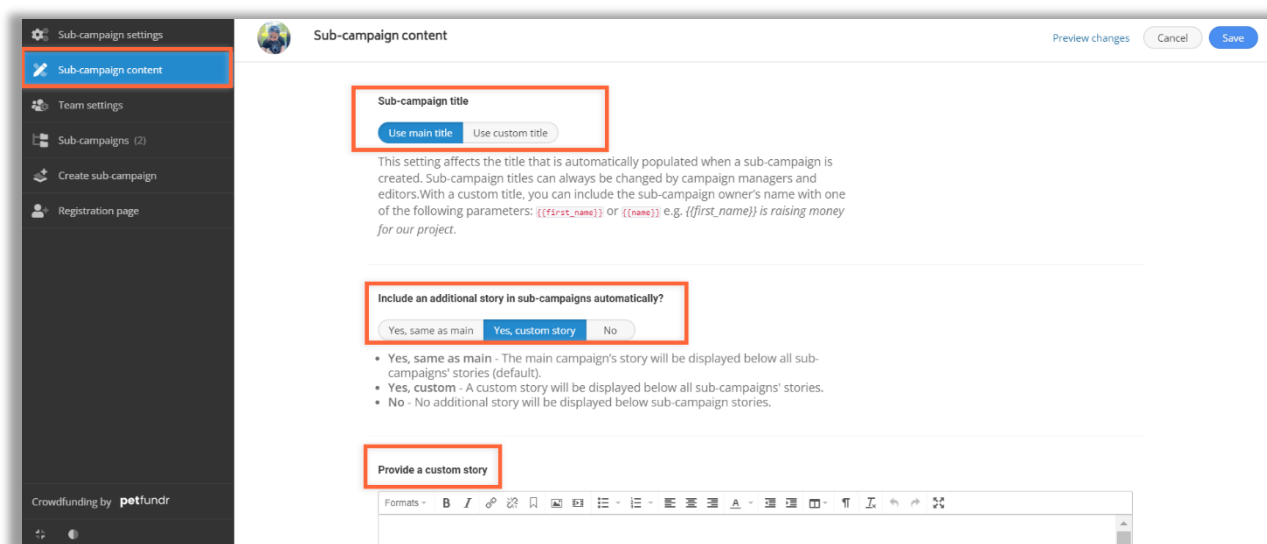 Sub-campaign settings
Sub-campaign content
Team settings
Sub-campaigns (2)
Create sub-campaign
Registration page
Crowdfunding by petfundr
Sub-campaign content
Preview changes
Cancel
Save
Sub-campaign title
Use main title
Use custom title
This setting affects the title that is automatically populated when a sub-campaign is
created. Sub-campaign titles can always be changed by campaign managers and
editors.With a custom title, you can include the sub-campaign owner's name with one
of the following parameters: {{first_name}} or {{name}} e.g. {{first_name}} is raising money
for our project.
Include an additional story in sub-campaigns automatically?
Yes, same as main
Yes, custom story
No
• Yes, same as main - The main campaign's story will be displayed below all sub-
campaigns' stories (default).
• Yes, custom - A custom story will be displayed below all sub-campaigns' stories.
• No - No additional story will be displayed below sub-campaign stories.
Provide a custom story
Formats